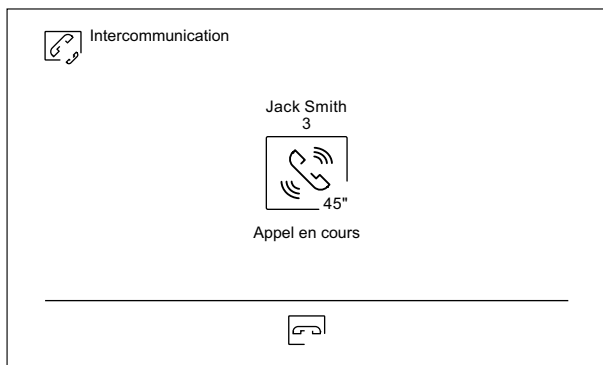 Intercommunication
Jack Smith
3
45"
Appel en cours